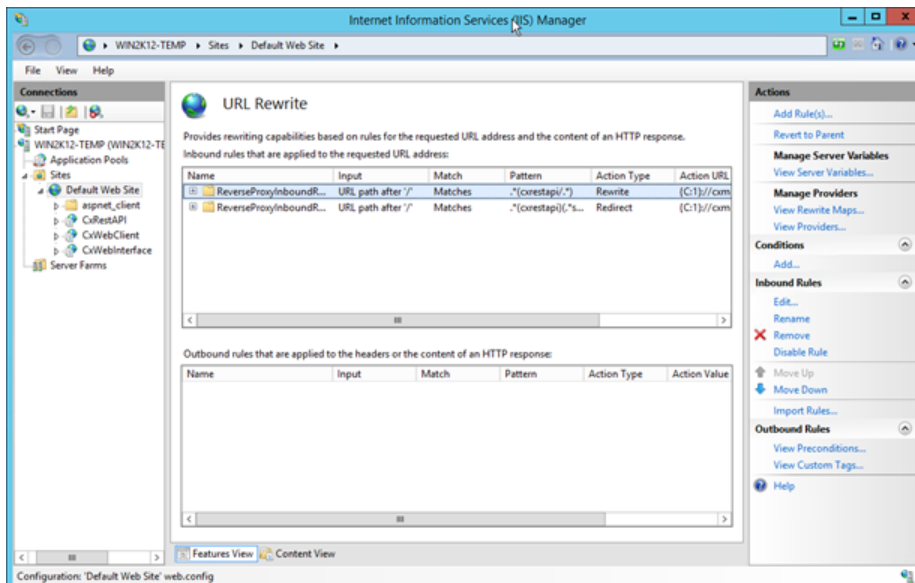 Internet Information Services (IIS) Manager
WIN2K12-TEMP Sites Default Web Site
File View Help
Connections
Start Page
WIN2K12-TEMP (WIN2K12-TE
Application Pools
Sites
Default Web Site
aspnet_client
CxRestAPI
CxWebClient
CxWebInterface
Server Farms
URL Rewrite
Provides rewriting capabilities based on rules for the requested URL address and the content of an HTTP response.
Inbound rules that are applied to the requested URL address:
Name Input Match Pattern Action Type Action URL
ReverseProxyInboundR... URL path after '/' Matches .*(cxrestapi/.*) Rewrite {C:1}://cxm
ReverseProxyInboundR... URL path after '/' Matches .*(cxrestapi)(.*s... Redirect {C:1}://cxm
Outbound rules that are applied to the headers or the content of an HTTP response:
Name Input Match Pattern Action Type Action Value
Features View Content View
Actions
Add Rule(s)...
Revert to Parent
Manage Server Variables
View Server Variables...
Manage Providers
View Rewrite Maps...
View Providers...
Conditions
Add...
Inbound Rules
Edit...
Rename
Remove
Disable Rule
Move Up
Move Down
Import Rules...
Outbound Rules
View Preconditions...
View Custom Tags...
Help
Configuration: 'Default Web Site' web.config